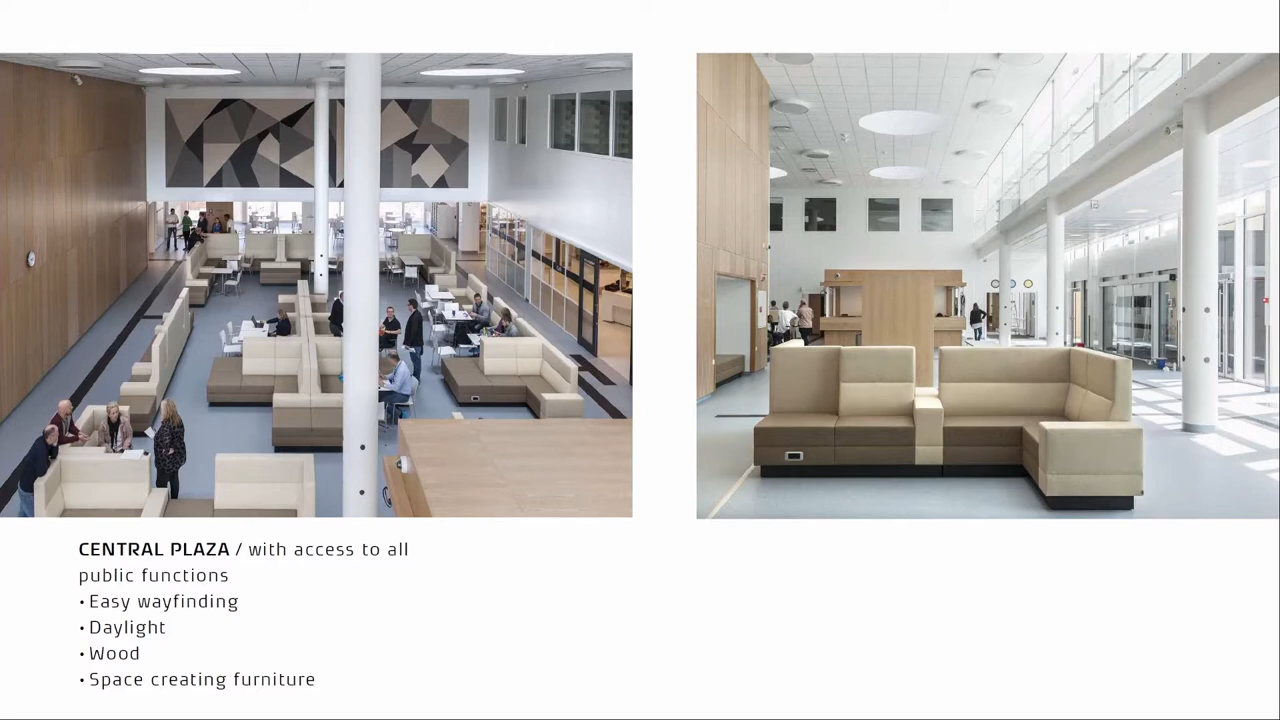 CENTRAL PLAZA / with access to all
public functions
• Easy wayfinding
• Daylight
• Wood
• Space creating furniture